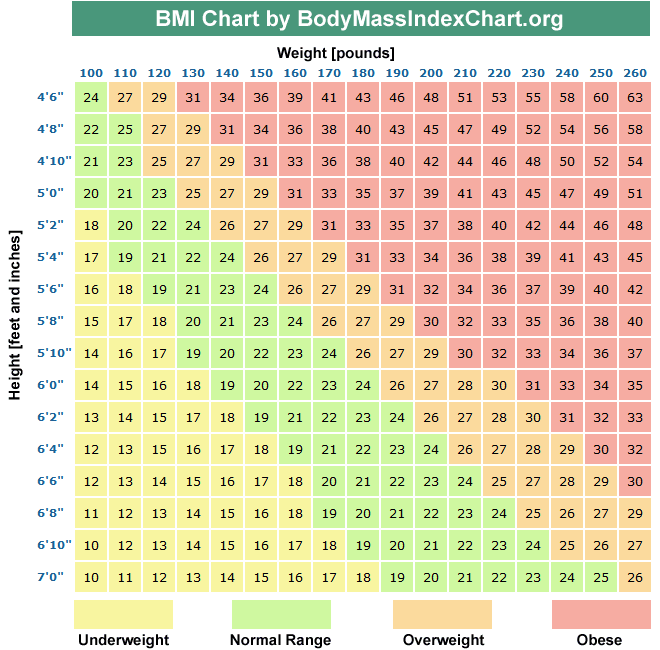 BMI Chart by BodyMassIndexChart.org
Weight [pounds]
100 110 120 130 140 150 160 170 180 190 200 210 220 230 240 250 260
4'6" 24 27 29 31 34 36 39 41 43 46 48 51 53 55 58 60 63
4'8" 22 25 27 29 31 34 36 38 40 43 45 47 49 52 54 56 58
4'10" 21 23 25 27 29 31 33 36 38 40 42 44 46 48 50 52 54
5'0" 20 21 23 25 27 29 31 33 35 37 39 41 43 45 47 49 51
5'2" 18 20 22 24 26 27 29 31 33 35 37 38 40 42 44 46 48
5'4" 17 19 21 22 24 26 27 29 31 33 34 36 38 39 41 43 45
5'6" 16 18 19 21 23 24 26 27 29 31 32 34 36 37 39 40 42
5'8" 15 17 18 20 21 23 24 26 27 29 30 32 33 35 36 38 40
5'10" 14 16 17 19 20 22 23 24 26 27 29 30 32 33 34 36 37
6'0" 14 15 16 18 19 20 22 23 24 26 27 28 30 31 33 34 35
6'2" 13 14 15 17 18 19 21 22 23 24 26 27 28 30 31 32 33
6'4" 12 13 15 16 17 18 19 21 22 23 24 26 27 28 29 30 32
6'6" 12 13 14 15 16 17 18 20 21 22 23 24 25 27 28 29 30
6'8" 11 12 13 14 15 16 18 19 20 21 22 23 24 25 26 27 29
6'10" 10 12 13 14 15 16 17 18 19 20 21 22 23 24 25 26 27
7'0" 10 11 12 13 14 15 16 17 18 19 20 21 22 23 24 25 26
Height [feet and inches]
Underweight Normal Range Overweight Obese